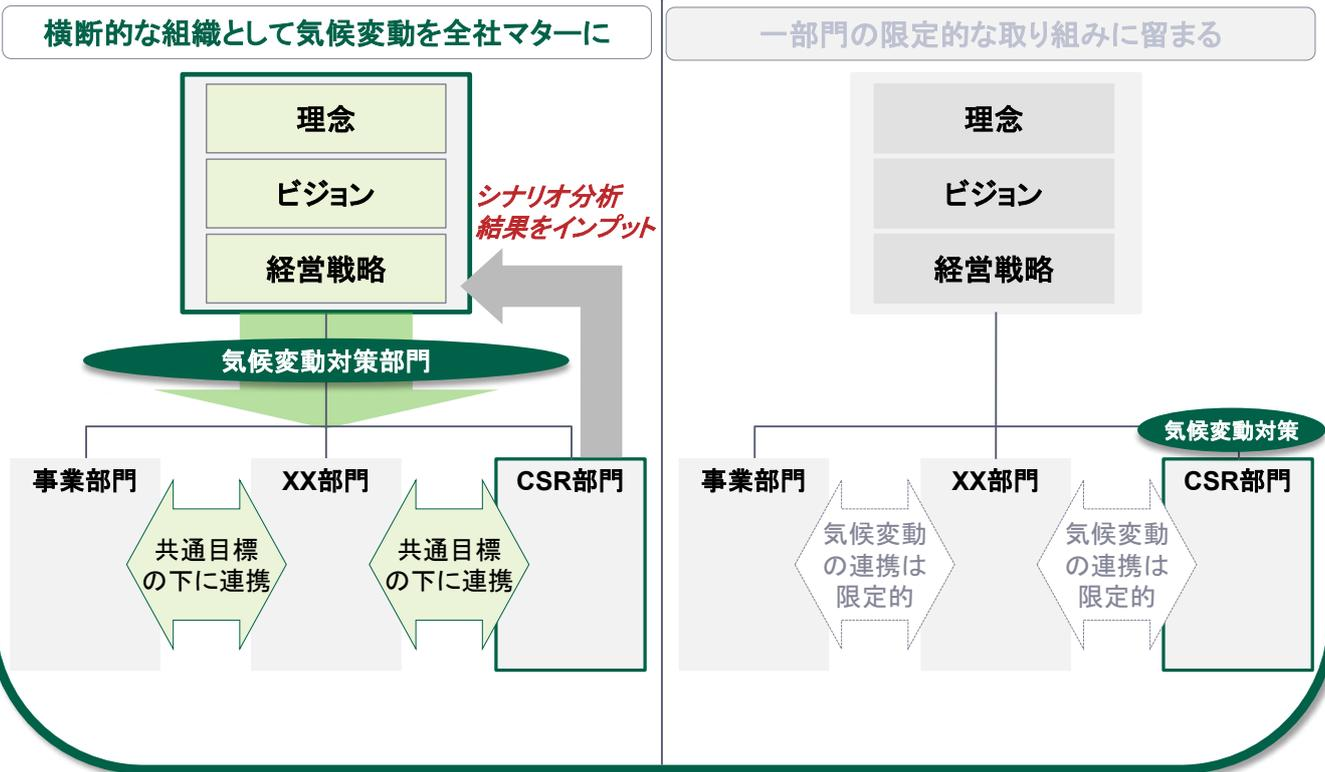 横断的な組織として気候変動を全社マターに
理念
ビジョン
経営戦略
シナリオ分析
結果をインプット
気候変動対策部門
事業部門
XX部門
CSR部門
共通目標
の下に連携
共通目標
の下に連携
一部門の限定的な取り組みに留まる
理念
ビジョン
経営戦略
気候変動対策
事業部門
XX部門
CSR部門
気候変動
の連携は
限定的
気候変動
の連携は
限定的